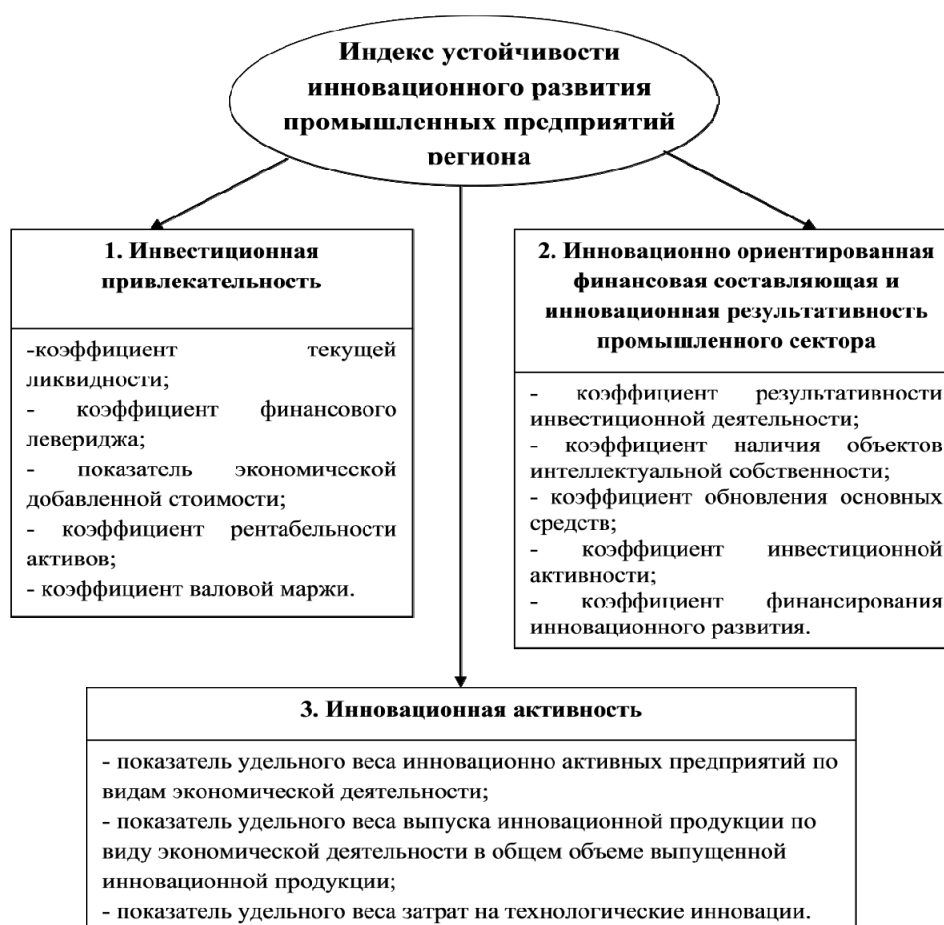 Индекс устойчивости
инновационного развития
промышленных предприятий
региона
1. Инвестиционная
привлекательность
-коэффициент текущей
ликвидности;
- коэффициент финансового
левериджа;
- показатель экономической
добавленной стоимости;
- коэффициент рентабельности
активов;
- коэффициент валовой маржи.
2. Инновационно ориентированная
финансовая составляющая и
инновационная результативность
промышленного сектора
- коэффициент результативности
инвестиционной деятельности;
- коэффициент наличия объектов
интеллектуальной собственности;
- коэффициент обновления основных
средств;
- коэффициент инвестиционной
активности;
- коэффициент финансирования
инновационного развития.
3. Инновационная активность
- показатель удельного веса инновационно активных предприятий по
видам экономической деятельности;
- показатель удельного веса выпуска инновационной продукции по
виду экономической деятельности в общем объеме выпущенной
инновационной продукции;
- показатель удельного веса затрат на технологические инновации.